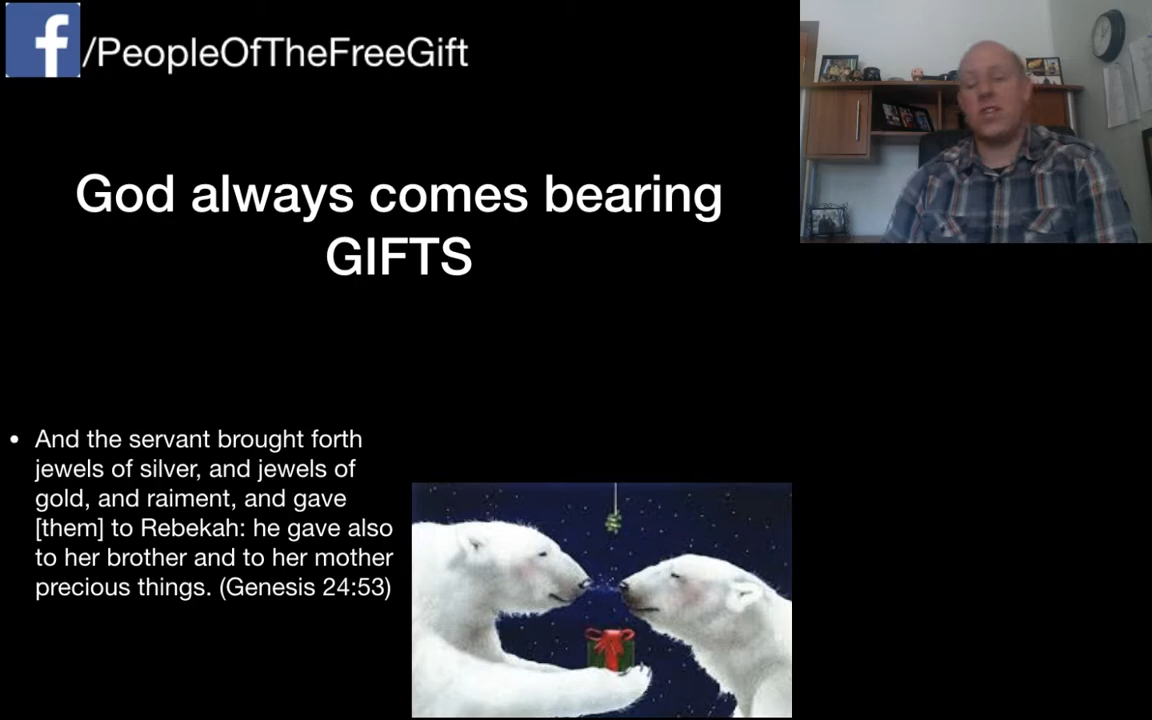 f/PeopleOfTheFreeGift
God always comes bearing
GIFTS
• And the servant brought forth
jewels of silver, and jewels of
gold, and raiment, and gave
[them] to Rebekah: he gave also
to her brother and to her mother
precious things. (Genesis 24:53)